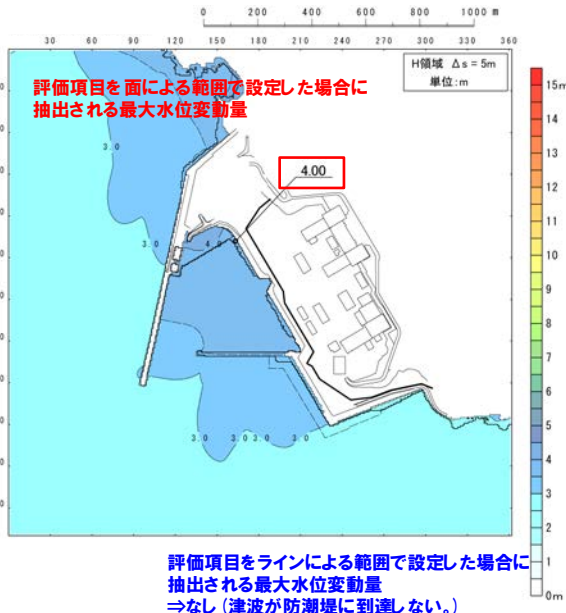 0 200 400 600 800 1000 m
30 60 90 120 150 180 210 240 270 300 330 360
H領域 Δs = 5m
単位:m
評価項目を面による範囲で設定した場合に
抽出される最大水位変動量
3.0
4.00
3.0
4.0
3.0
3.0 3.0 3.0
15m
14
13
12
11
10
9
8
7
6
5
4
3
2
1
0m
評価項目をラインによる範囲で設定した場合に
抽出される最大水位変動量
⇒なし（津波が防潮堤に到達しない。）